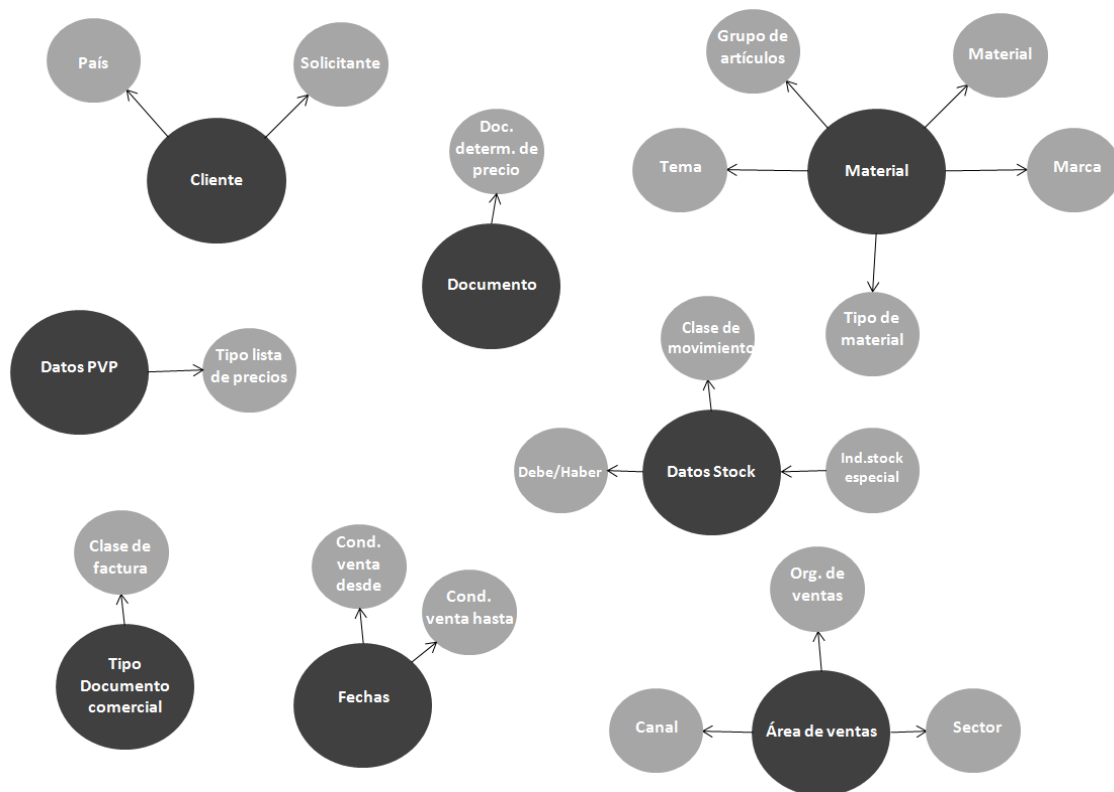 País
Solicitante
Cliente
Doc.
determ. de
precio
Documento
Grupo de
artículos
Material
Tema
Material
Marca
Tipo de
material
Datos PVP
Tipo lista
de precios
Clase de
movimiento
Debe/Haber
Datos Stock
Ind.stock
especial
Clase de
factura
Tipo
Documento
comercial
Cond.
venta
desde
Cond.
venta hasta
Fechas
Org. de
ventas
Canal
Área de ventas
Sector